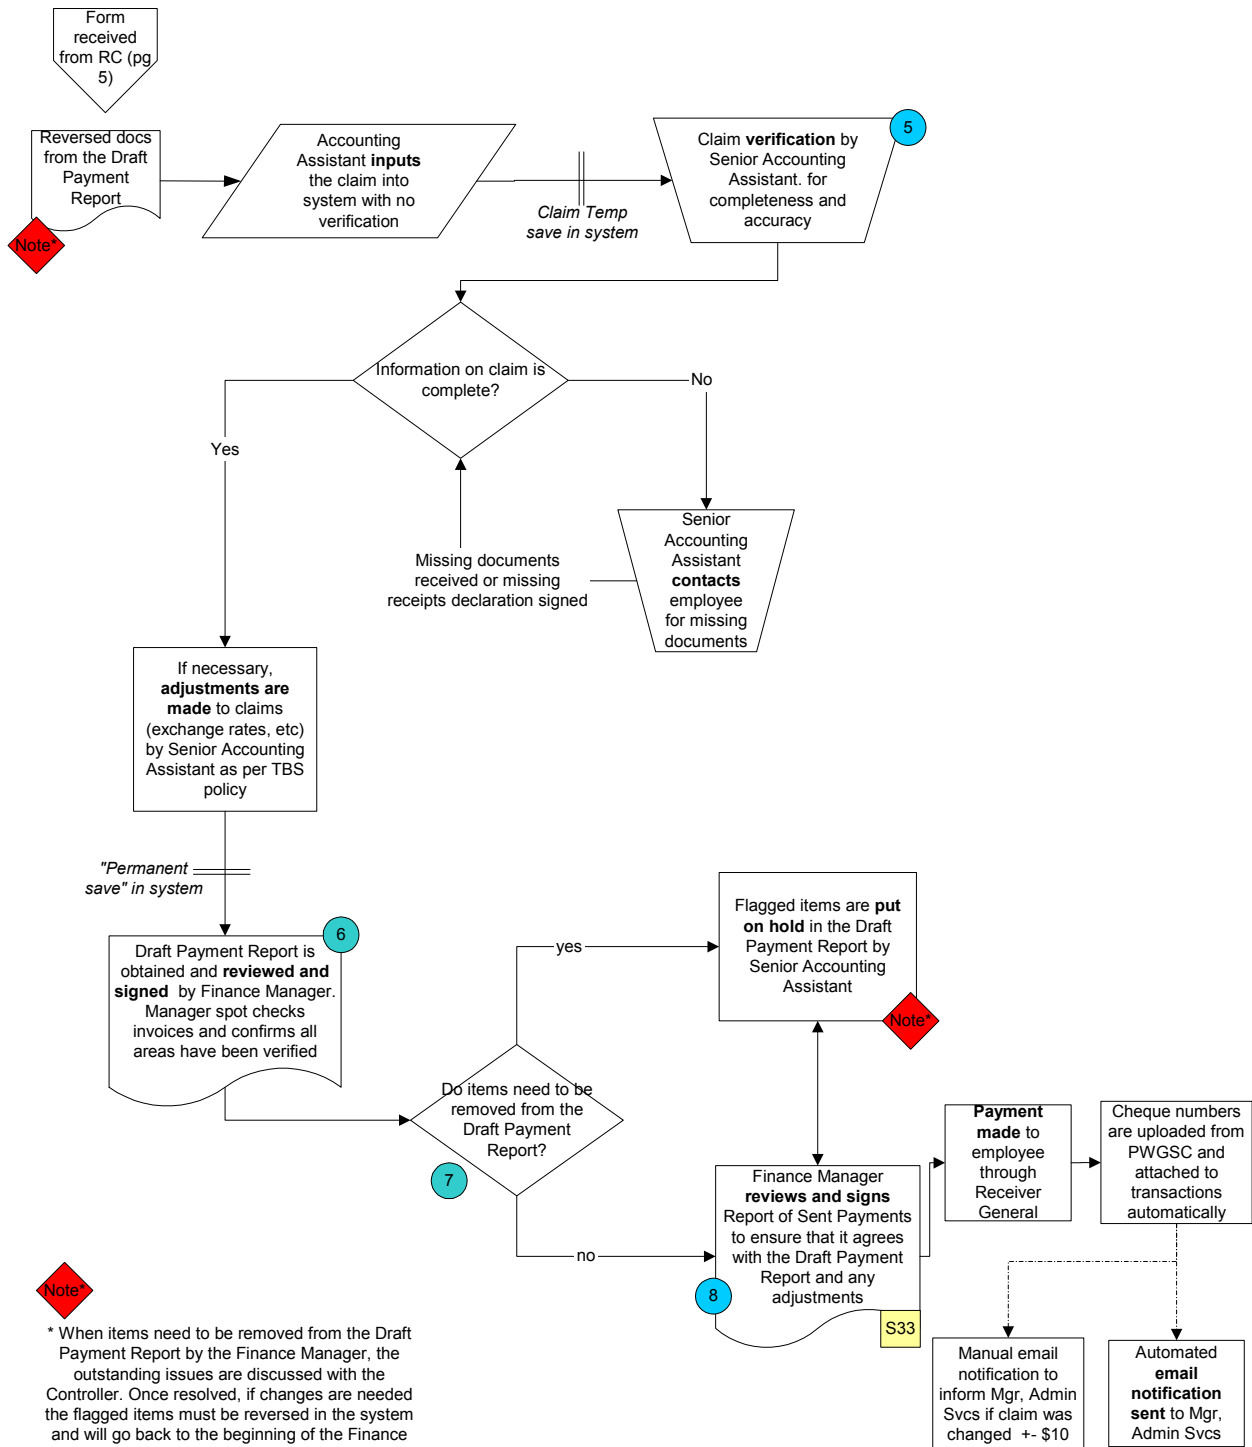 Form
received
from RC (pg
5)
Reversed docs
from the Draft
Payment
Report
Note*
Accounting
Assistant inputs
the claim into
system with no
verification
Claim Temp
save in system
Claim verification by
Senior Accounting
Assistant. for
completeness and
accuracy
5
Information on claim is
complete?
No
Yes
Senior
Accounting
Assistant
contacts
employee
for missing
documents
Missing documents
received or missing
receipts declaration signed
If necessary,
adjustments are
made to claims
(exchange rates, etc)
by Senior Accounting
Assistant as per TBS
policy
"Permanent
save" in system
6
Draft Payment Report is
obtained and reviewed and
signed by Finance Manager.
Manager spot checks
invoices and confirms all
areas have been verified
yes
Flagged items are put
on hold in the Draft
Payment Report by
Senior Accounting
Assistant
Note*
Do items need to be
removed from the
Draft Payment
Report?
7
no
Finance Manager
reviews and signs
Report of Sent Payments
to ensure that it agrees
with the Draft Payment
Report and any
adjustments
8
S33
Payment
made to
employee
through
Receiver
General
Cheque numbers
are uploaded from
PWGSC and
attached to
transactions
automatically
Manual email
notification to
inform Mgr, Admin
Svcs if claim was
changed +- $10
Automated
email
notification
sent to Mgr,
Admin Svcs
Note*
* When items need to be removed from the Draft
Payment Report by the Finance Manager, the
outstanding issues are discussed with the
Controller. Once resolved, if changes are needed
the flagged items must be reversed in the system
and will go back to the beginning of the Finance